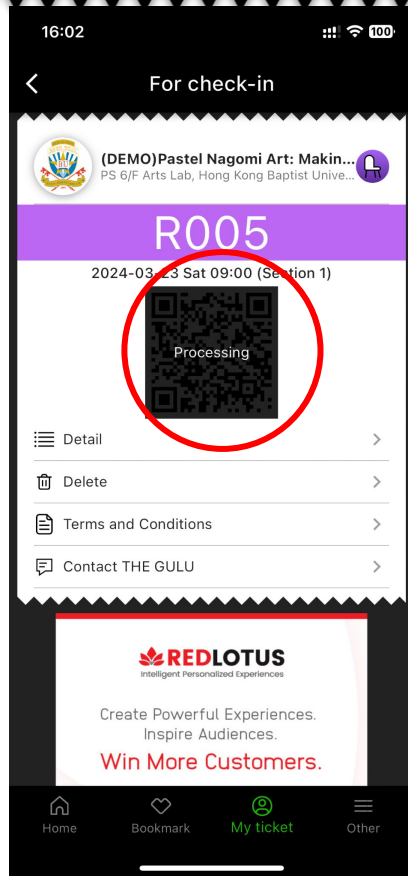 16:02
100
For check-in
(DEMO)Pastel Nagomi Art: Makin...
PS 6/F Arts Lab, Hong Kong Baptist Unive...
R005
2024-03-23 Sat 09:00 (Section 1)
Processing
Detail
Delete
Terms and Conditions
Contact THE GULU
REDLOTUS
Intelligent Personalized Experiences
Create Powerful Experiences.
Inspire Audiences.
Win More Customers.
Home
Bookmark
My ticket
Other